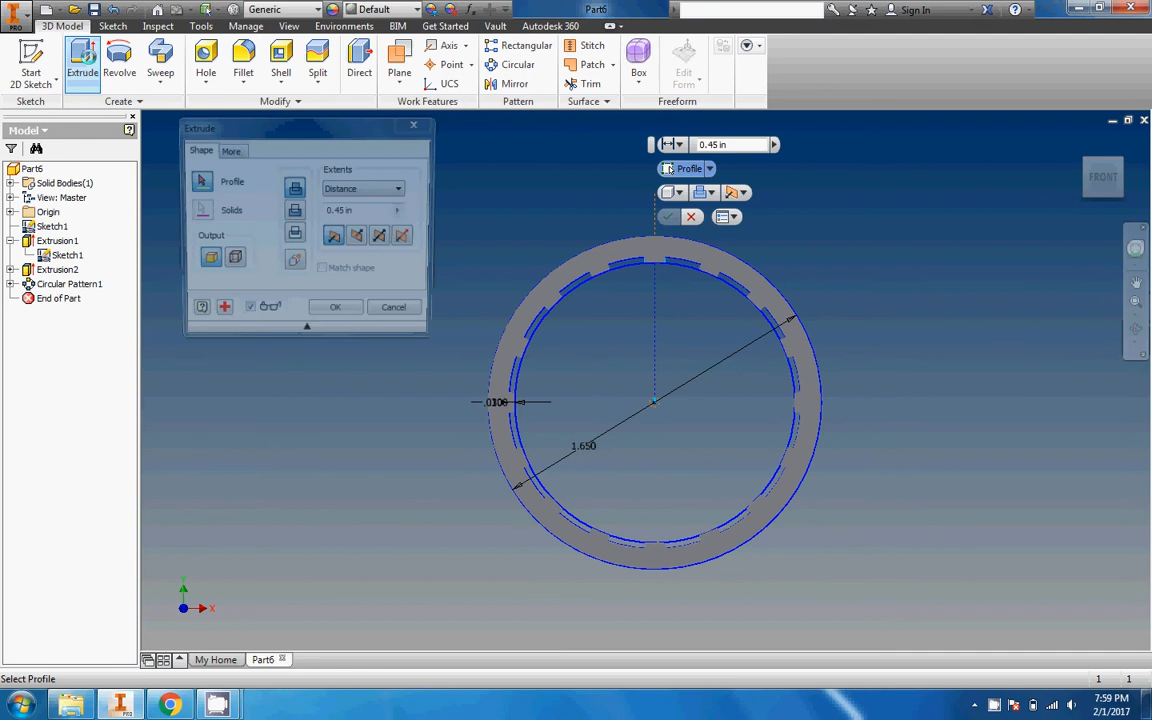 Generic
Default
Part6
Sign In
PRO
3D Model
Sketch
Inspect
Tools
Manage
View
Environments
BIM
Get Started
Vault
Autodesk 360
Start
2D Sketch
Extrude
Revolve
Sweep
Hole
Fillet
Shell
Split
Direct
Plane
Axis
Point
UCS
Rectangular
Circular
Mirror
Stitch
Patch
Trim
Box
Edit
Form
Sketch
Create
Modify
Work Features
Pattern
Surface
Freeform
Model
Part6
Solid Bodies(1)
View: Master
Origin
Sketch1
Extrusion1
Sketch1
Extrusion2
Circular Pattern1
End of Part
Extrude
Shape
More
Profile
Solids
Output
Extents
Distance
0.45 in
Match shape
OK
Cancel
0.45 in
Profile
FRONT
1.650
Y
X
My Home
Part6
Select Profile
1
1
PRO
7:59 PM
2/1/2017